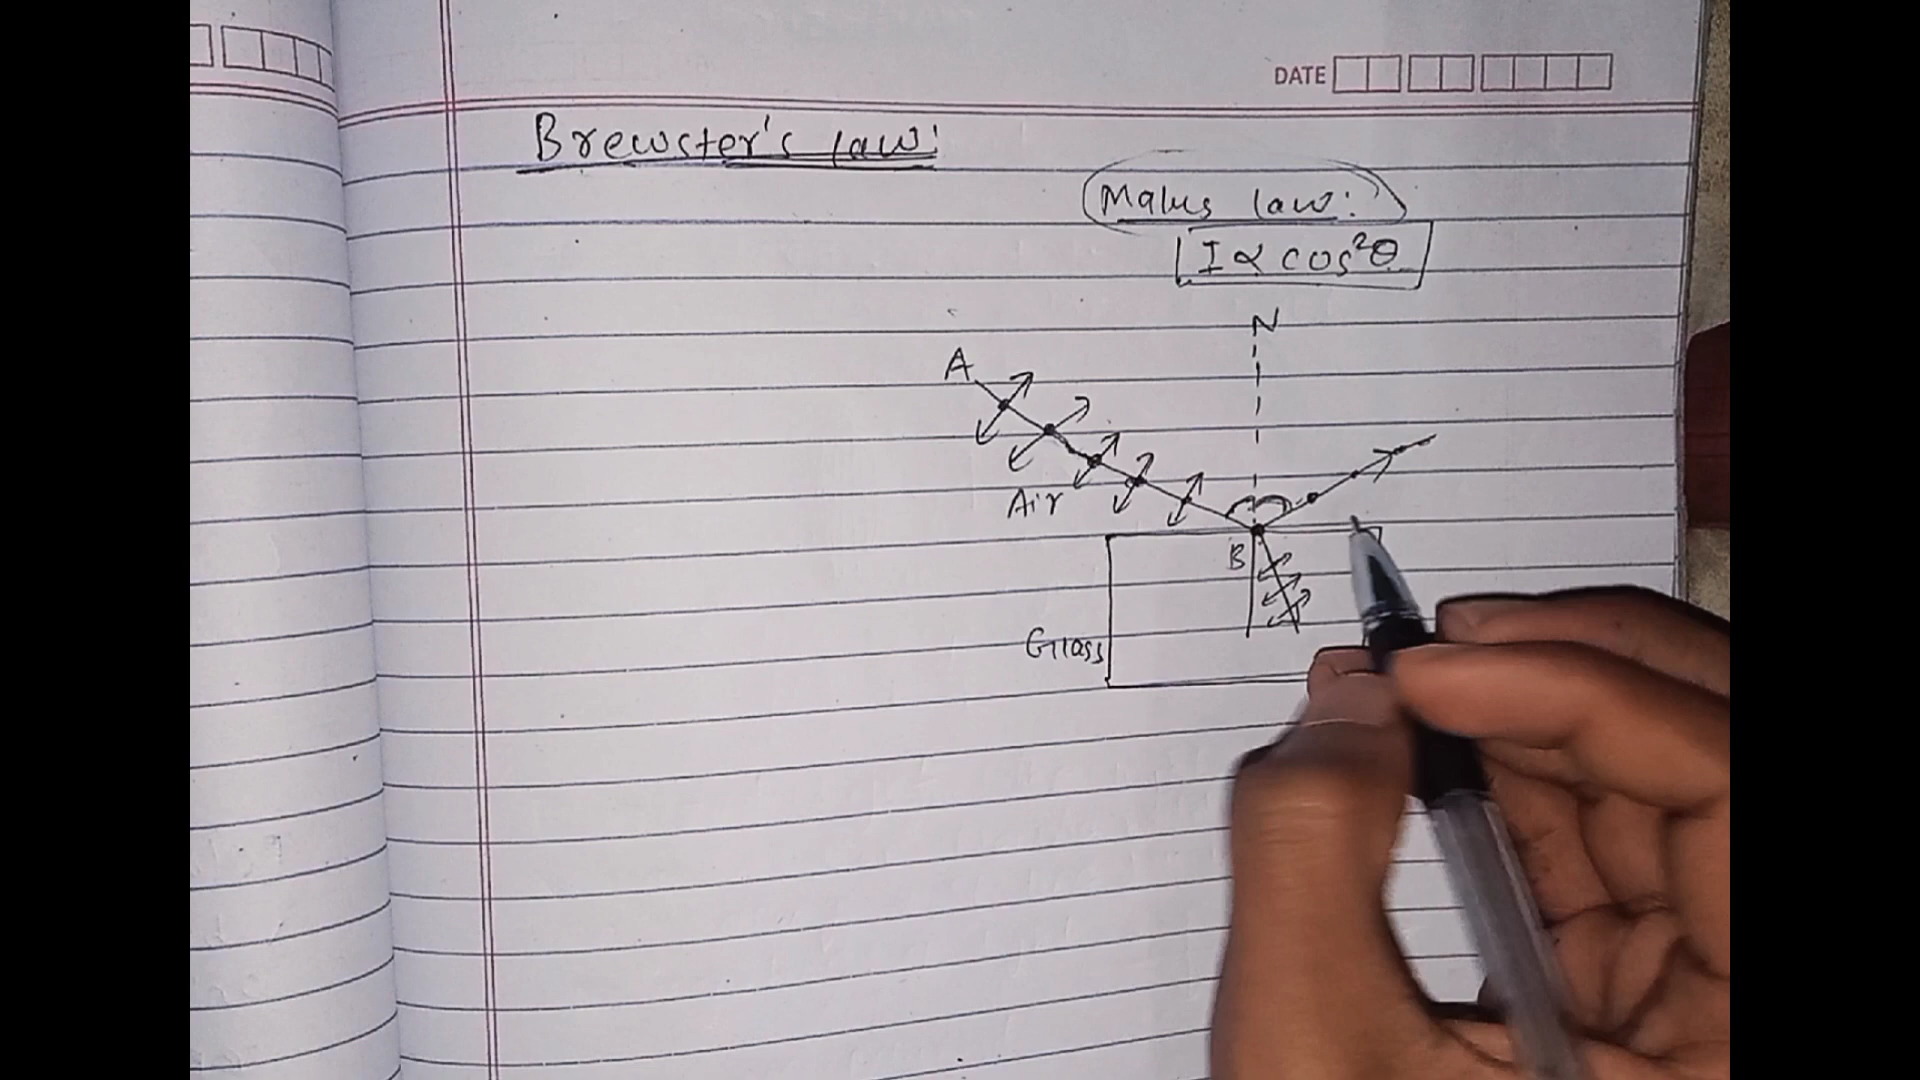 DATE
Brewster's law:
Malus law:
I ∝ cos²θ
N
A
Air
B
Glass